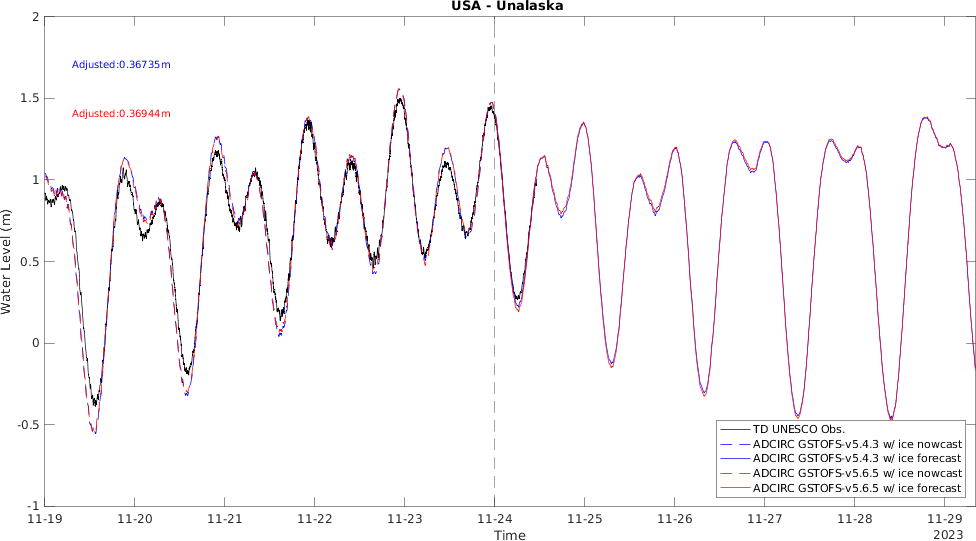 USA - Unalaska
2
1.5
1
0.5
0
-0.5
-1
Water Level (m)
Adjusted:0.36735m
Adjusted:0.36944m
TD UNESCO Obs.
ADCIRC GSTOFS-v5.4.3 w/ ice nowcast
ADCIRC GSTOFS-v5.4.3 w/ ice forecast
ADCIRC GSTOFS-v5.6.5 w/ ice nowcast
ADCIRC GSTOFS-v5.6.5 w/ ice forecast
11-19 11-20 11-21 11-22 11-23 11-24 11-25 11-26 11-27 11-28 11-29
Time 2023